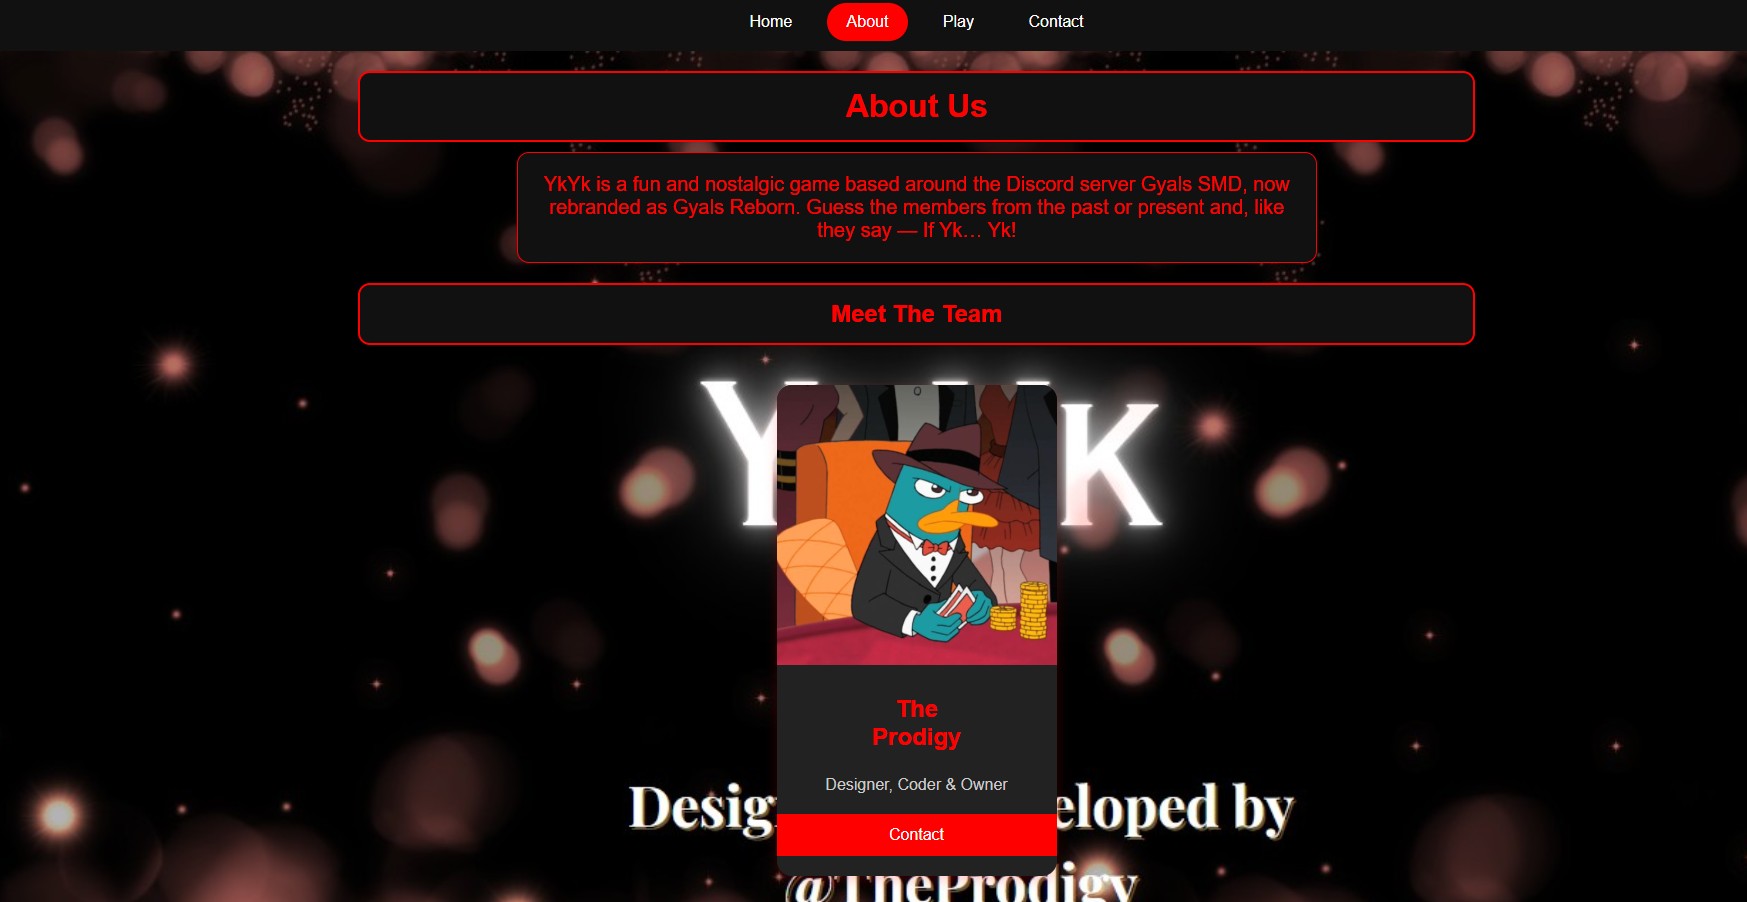 Home About Play Contact
About Us
YkYk is a fun and nostalgic game based around the Discord server Gyals SMD, now
rebranded as Gyals Reborn. Guess the members from the past or present and, like
they say — If Yk… Yk!
Meet The Team
Y K
The
Prodigy
Designer, Coder & Owner
Desig eloped by
Contact
@TheProdigy